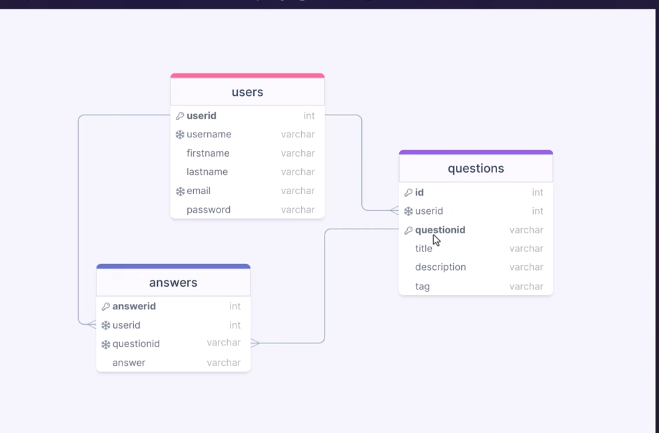 users
userid int
username varchar
firstname varchar
lastname varchar
email varchar
password varchar
questions
id int
userid int
questionid varchar
title varchar
description varchar
tag varchar
answers
answerid int
userid int
questionid varchar
answer varchar